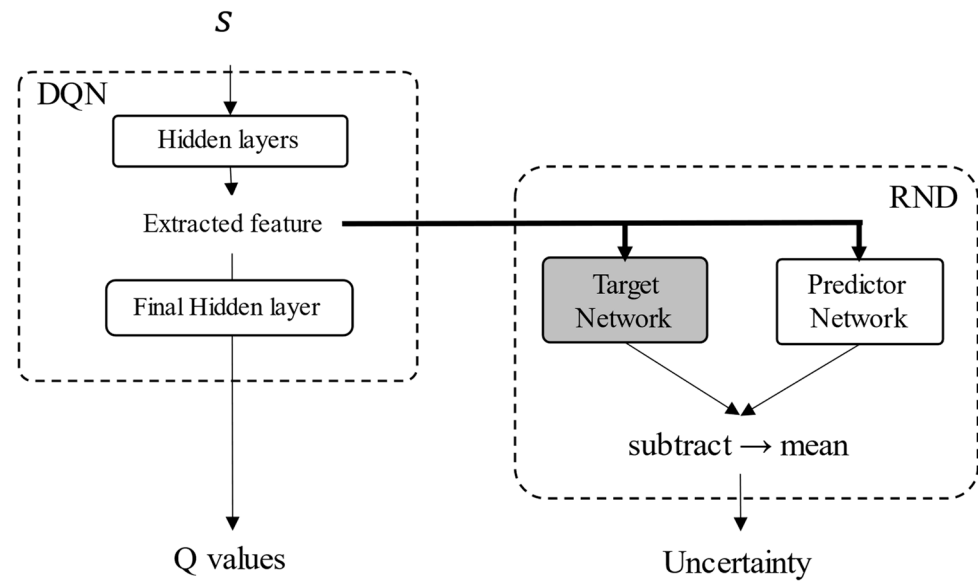 s
DQN
Hidden layers
Extracted feature
Final Hidden layer
Q values
RND
Target
Network
Predictor
Network
subtract → mean
Uncertainty